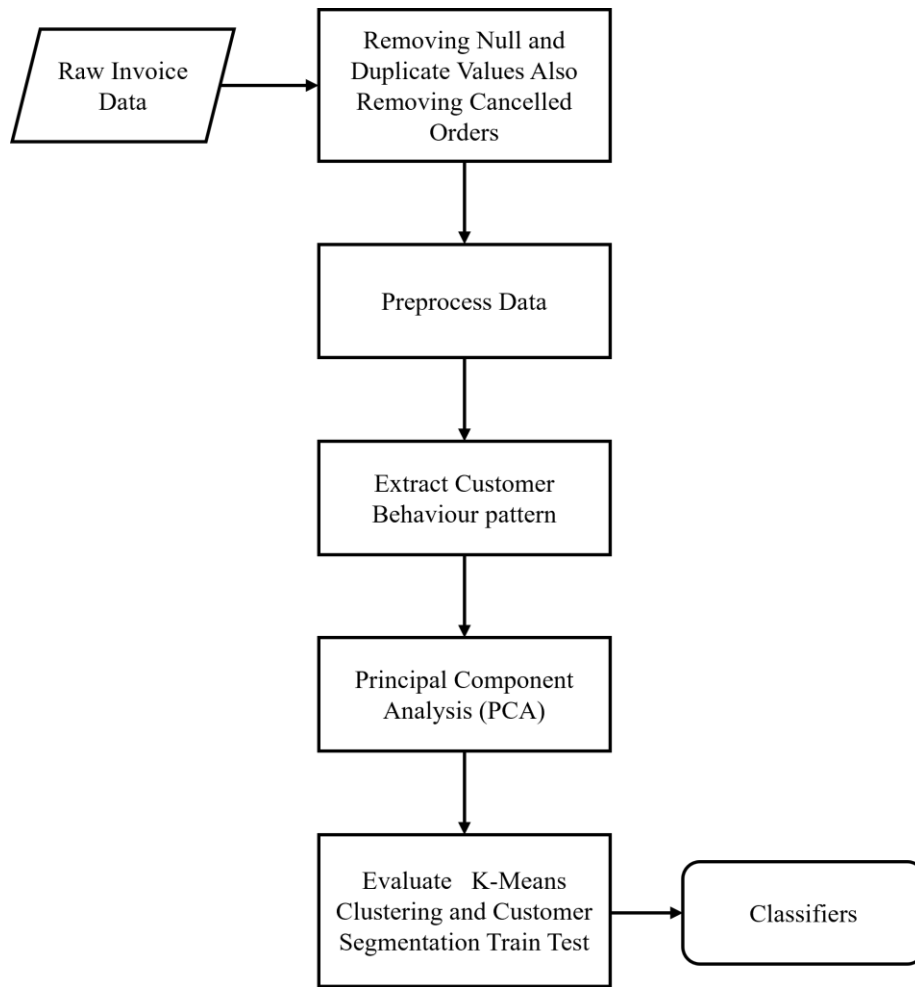 Raw Invoice
Data
Removing Null and
Duplicate Values Also
Removing Cancelled
Orders
Preprocess Data
Extract Customer
Behaviour pattern
Principal Component
Analysis (PCA)
Evaluate K-Means
Clustering and Customer
Segmentation Train Test
Classifiers